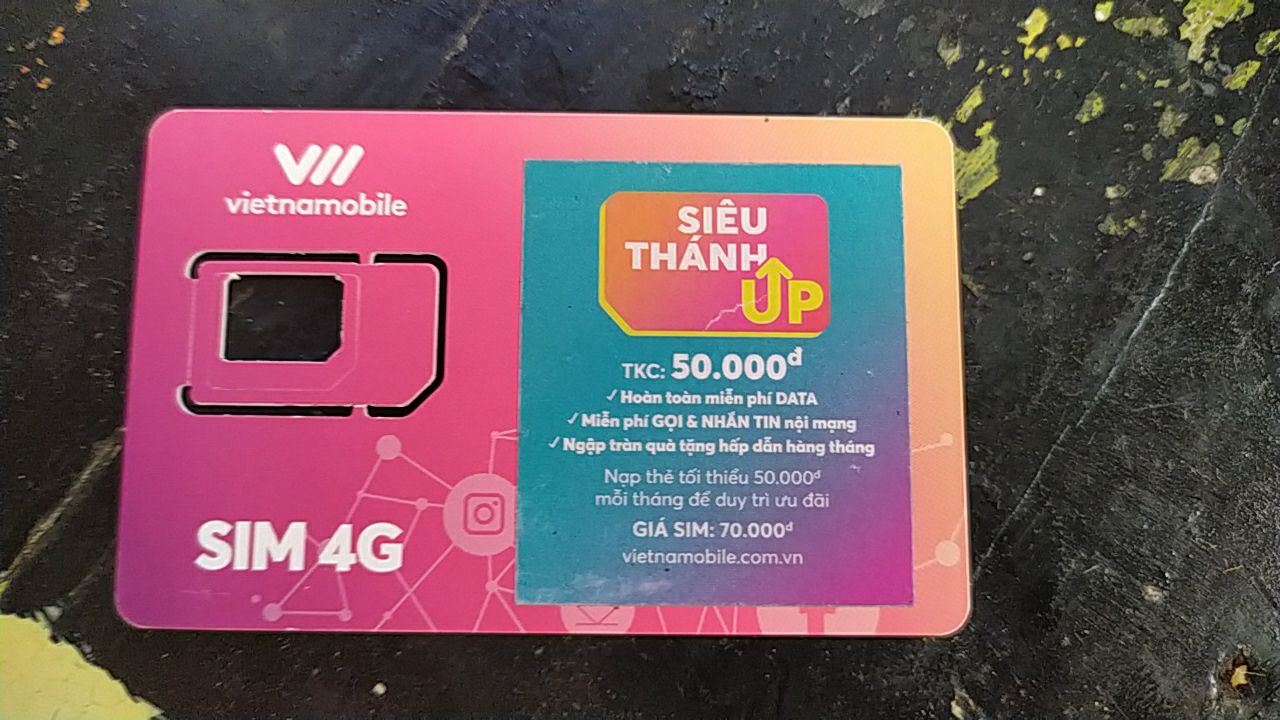 vietnamobile
SIM 4G
SIÊU
THÁNH
UP
TKC: 50.000đ
✓ Hoàn toàn miễn phí DATA
✓ Miễn phí GỌI & NHẮN TIN nội mạng
✓ Ngập tràn quà tặng hấp dẫn hàng tháng
Nạp thẻ tối thiểu 50.000đ
mỗi tháng để duy trì ưu đãi
GIÁ SIM: 70.000đ
vietnamobile.com.vn